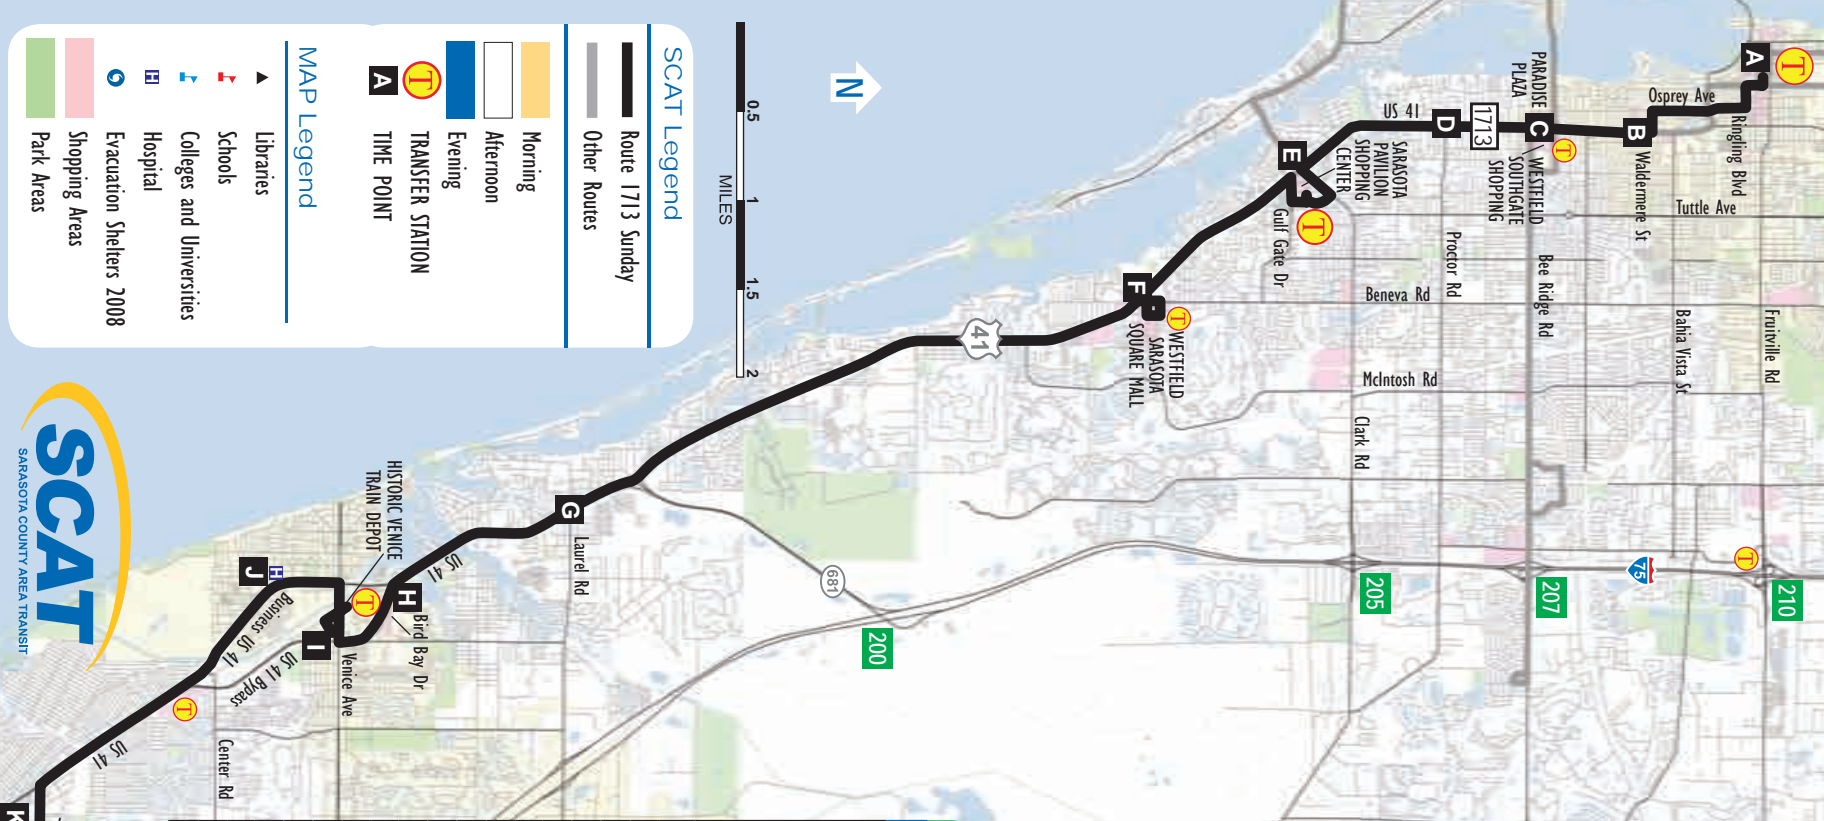 SCAT Legend
Route 1713 Sunday
Other Routes
Morning
Afternoon
Evening
T
TRANSFER STATION
A
TIME POINT
MAP Legend
Libraries
Schools
Colleges and Universities
H
Hospital
Evacuation Shelters 2008
Shopping Areas
Park Areas
0.5
1
1.5
2
MILES
N
SCAT
SARASOTA COUNTY AREA TRANSIT
A
T
Ringling Blvd
Osprey Ave
Fruitville Rd
210
T
Tuttle Ave
Bahia Vista St
B
Waldermere St
75
PARADISE
PLAZA
C
T
WESTFIELD
SOUTHGATE
SHOPPING
Bee Ridge Rd
207
1713
D
US 41
Proctor Rd
Beneva Rd
McIntosh Rd
SARASOTA
PAVILION
SHOPPING
CENTER
Clark Rd
205
E
T
Gulf Gate Dr
F
T
WESTFIELD
SARASOTA
SQUARE MALL
41
200
681
G
Laurel Rd
US 41
HISTORIC VENICE
TRAIN DEPOT
H
Bird Bay Dr
T
I
Venice Ave
J
H
Business US 41
US 41 Bypass
T
Center Rd
US 41
K